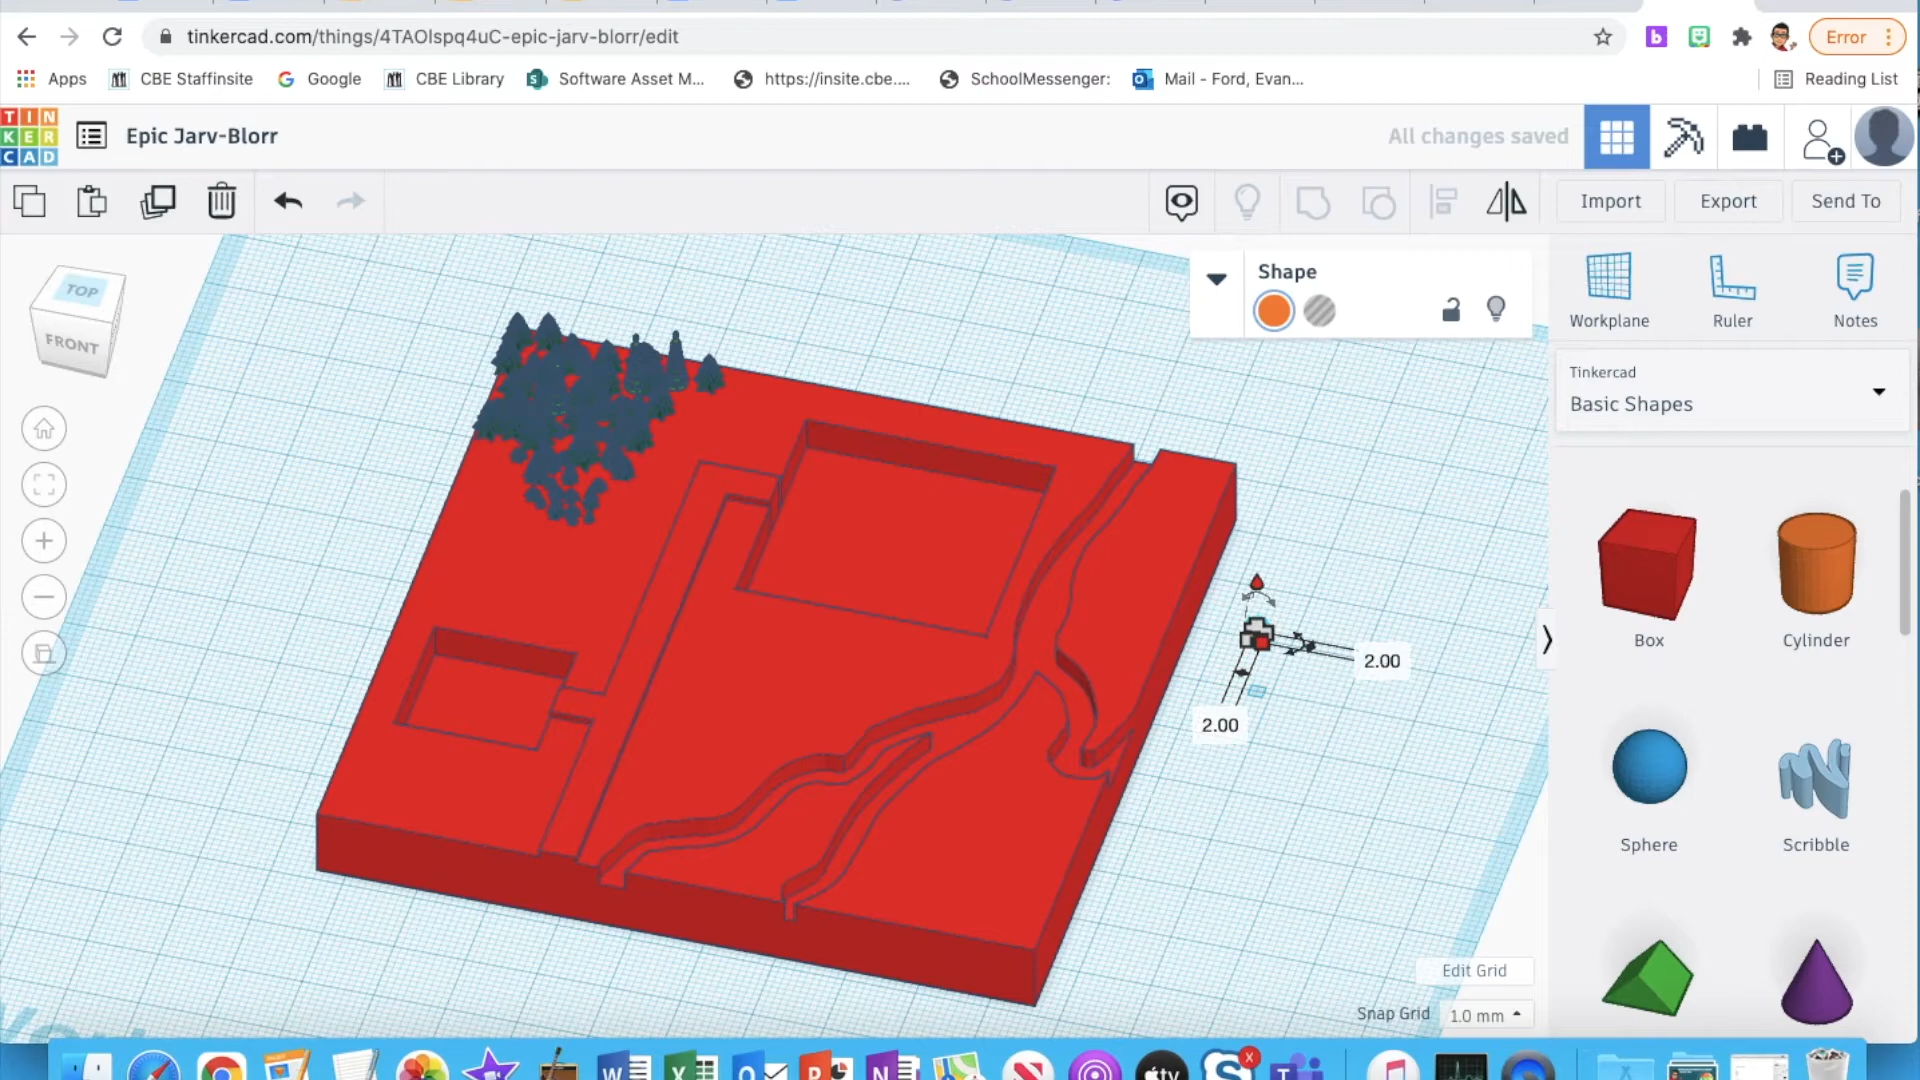 tinkercad.com/things/4TAOlspq4uC-epic-jarv-blorr/edit
Error
Apps
CBE Staffinsite
Google
CBE Library
Software Asset M...
https://insite.cbe....
SchoolMessenger:
Mail - Ford, Evan...
Reading List
TIN
KER
CAD
Epic Jarv-Blorr
All changes saved
Import
Export
Send To
TOP
FRONT
Shape
Workplane
Ruler
Notes
Tinkercad
Basic Shapes
Box
Cylinder
2.00
2.00
Sphere
Scribble
Edit Grid
Snap Grid
1.0 mm
tv